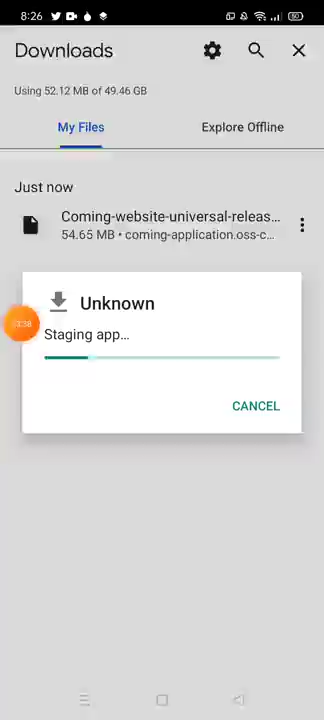 8:26
Downloads
Using 52.12 MB of 49.46 GB
My Files
Explore Offline
Just now
Coming-website-universal-releas...
54.65 MB • coming-application.oss-c...
Unknown
Staging app...
CANCEL